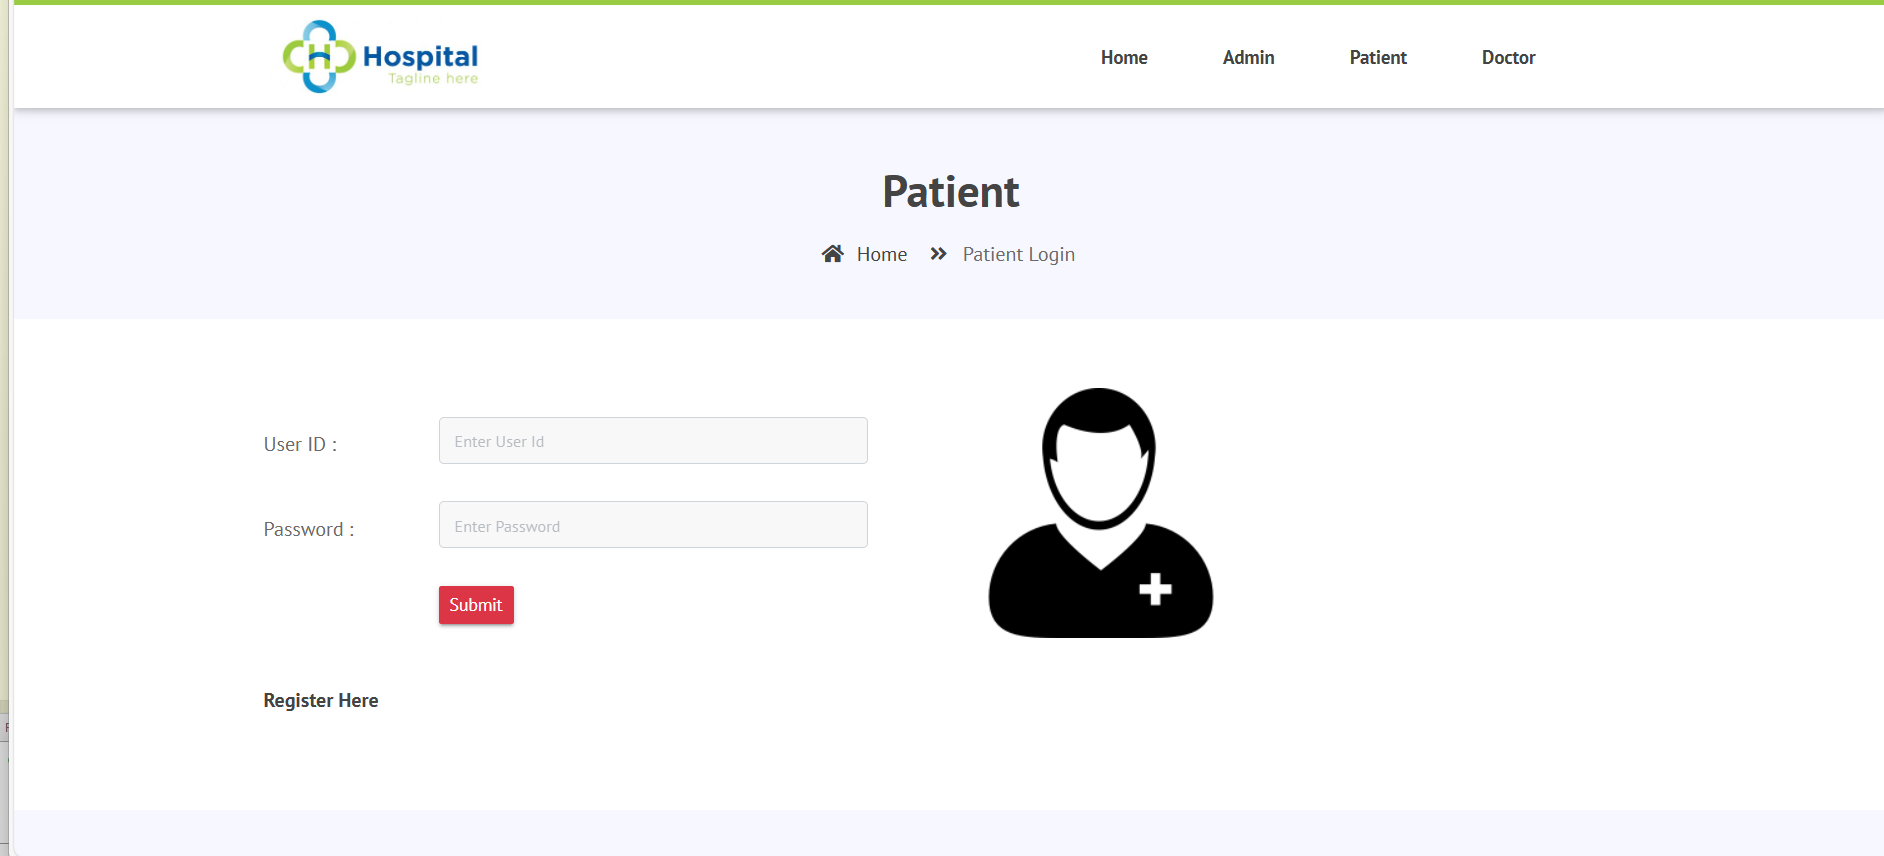 Hospital
Tagline here
Home Admin Patient Doctor
Patient
Home » Patient Login
User ID : Enter User Id
Password : Enter Password
Submit
Register Here